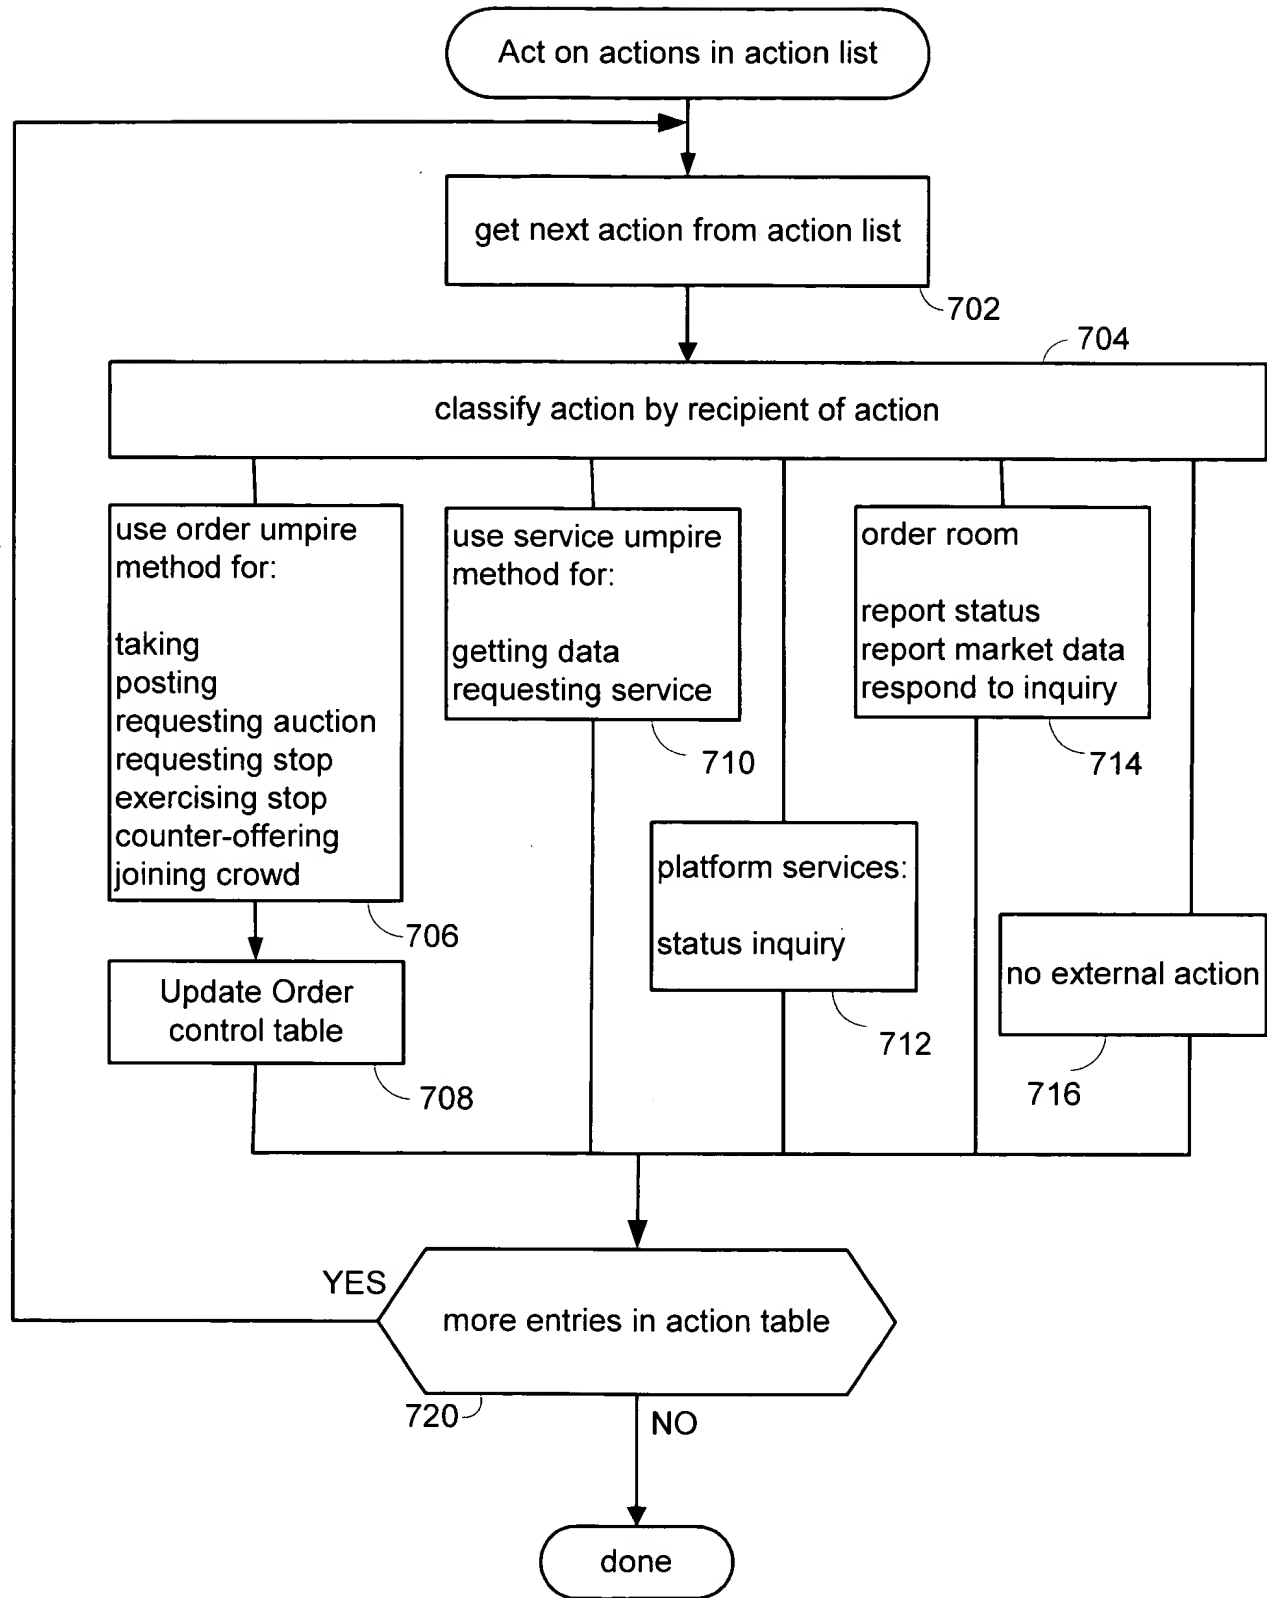 Act on actions in action list
get next action from action list
702
704
classify action by recipient of action
use order umpire
method for:
taking
posting
requesting auction
requesting stop
exercising stop
counter-offering
joining crowd
706
Update Order
control table
708
use service umpire
method for:
getting data
requesting service
710
platform services:
status inquiry
712
order room
report status
report market data
respond to inquiry
714
no external action
716
YES
more entries in action table
720
NO
done